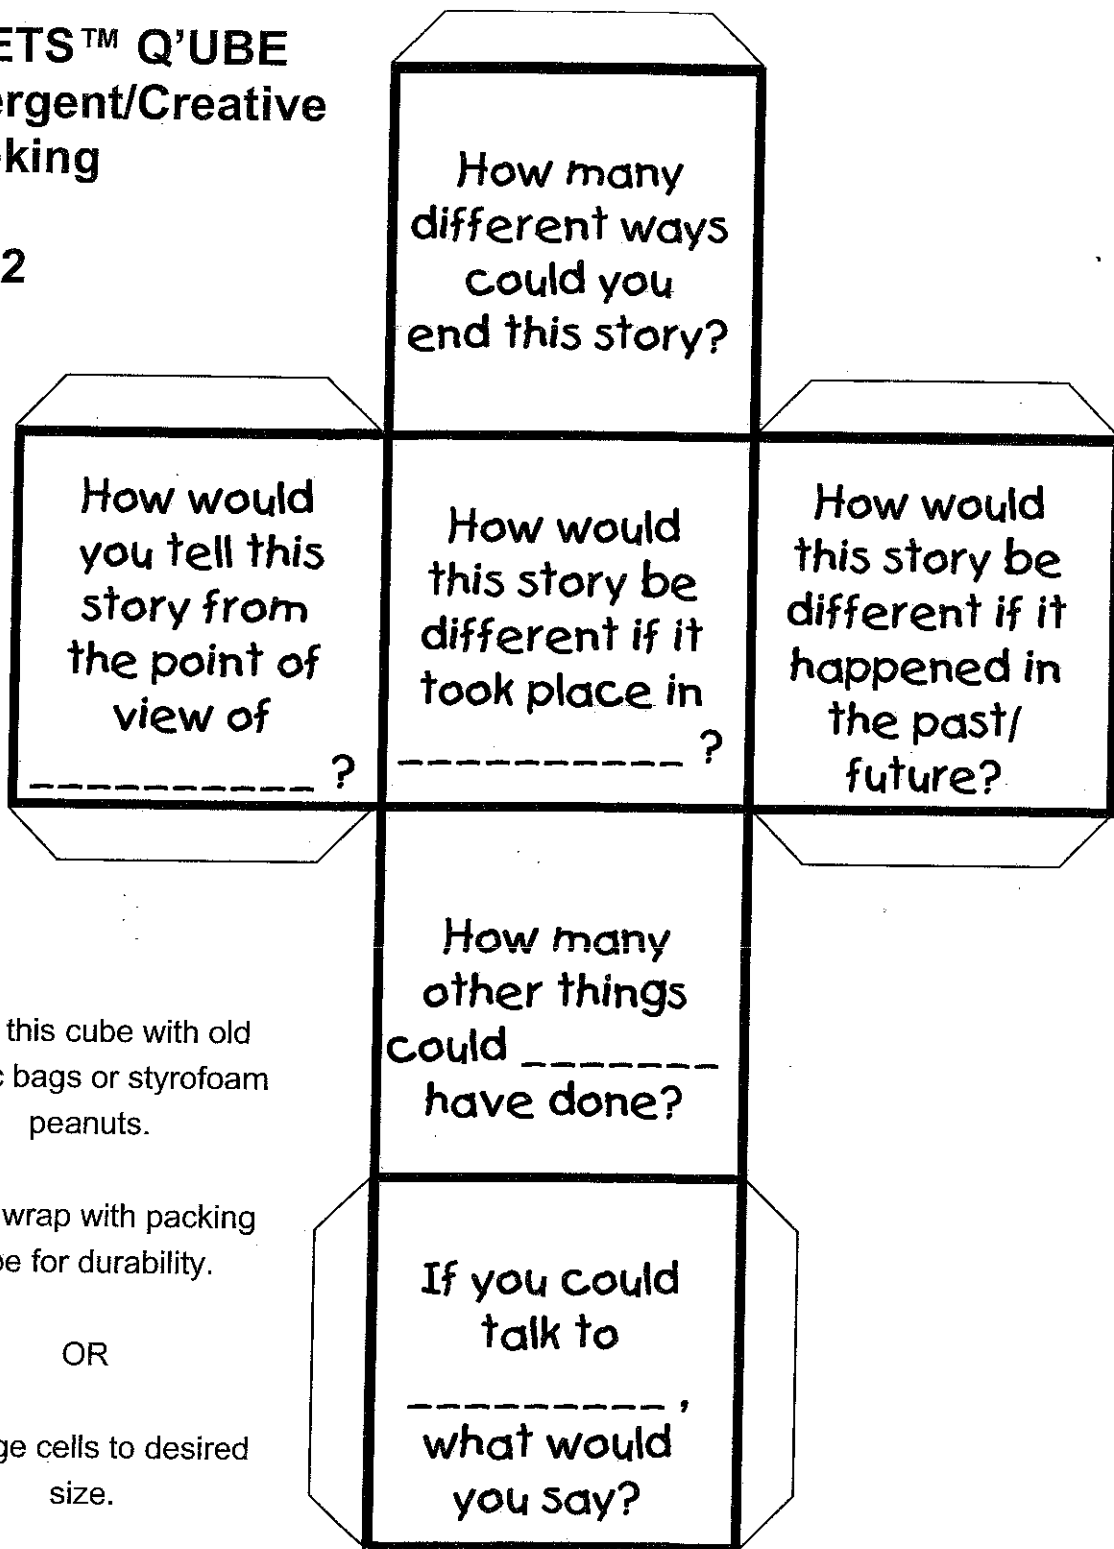 ETS™ Q'UBE
ergent/Creative
king
2
How many
different ways
could you
end this story?
How would
you tell this
story from
the point of
view of
__________ ?
How would
this story be
different if it
took place in
__________ ?
How would
this story be
different if it
happened in
the past/
future?
How many
other things
could _______
have done?
If you could
talk to
_________ ,
what would
you say?
this cube with old
c bags or styrofoam
peanuts.
wrap with packing
pe for durability.
OR
ge cells to desired
size.